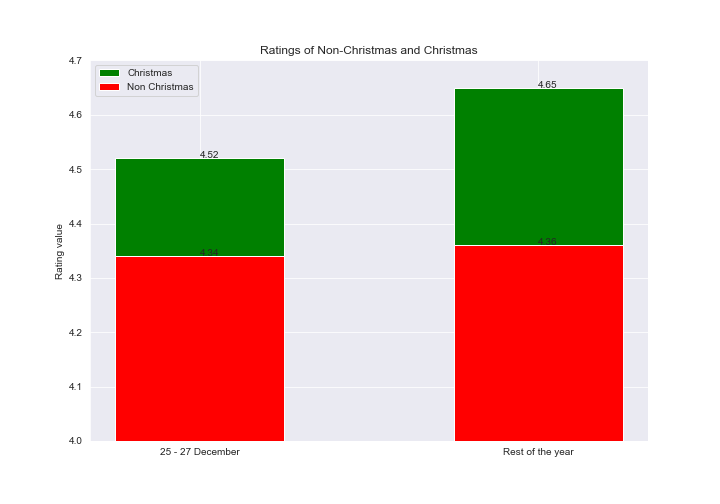 Ratings of Non-Christmas and Christmas
Christmas
Non Christmas
4.7
4.6
4.5
4.4
4.3
4.2
4.1
4.0
Rating value
4.52
4.65
4.34
4.36
25 - 27 December
Rest of the year